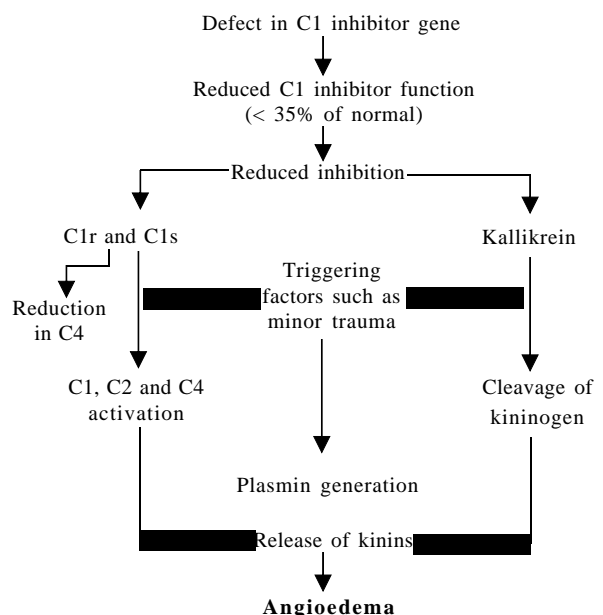 Defect in C1 inhibitor gene
Reduced C1 inhibitor function
(< 35% of normal)
Reduced inhibition
C1r and C1s
Kallikrein
Reduction
in C4
Triggering
factors such as
minor trauma
C1, C2 and C4
activation
Cleavage of
kininogen
Plasmin generation
Release of kinins
Angioedema